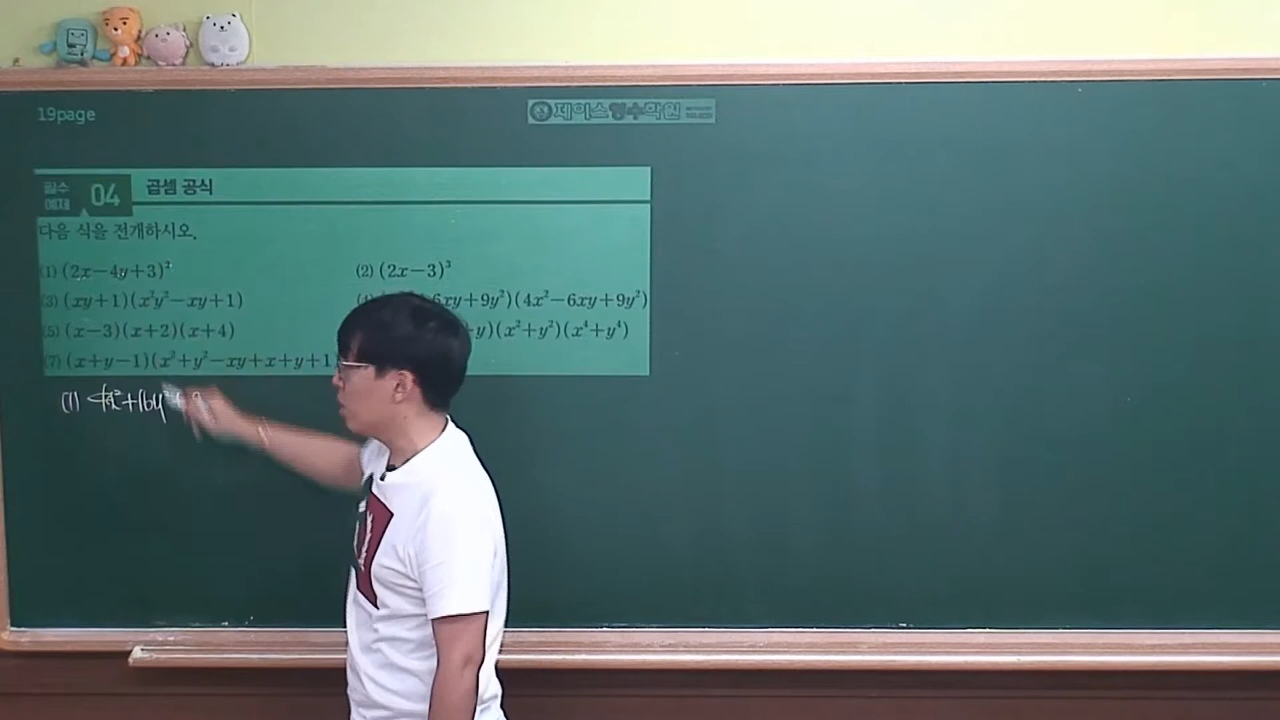 19page
제이스영수학원
필수 예제 04 곱셈 공식
다음 식을 전개하시오.
(1) (2x−4y+3)²
(2) (2x−3)³
(3) (xy+1)(x²y²−xy+1)
6xy+9y²)(4x²−6xy+9y²)
(5) (x−3)(x+2)(x+4)
+y)(x²+y²)(x⁴+y⁴)
(7) (x+y−1)(x²+y²−xy+x+y+1
(1) 4x²+16y²+9